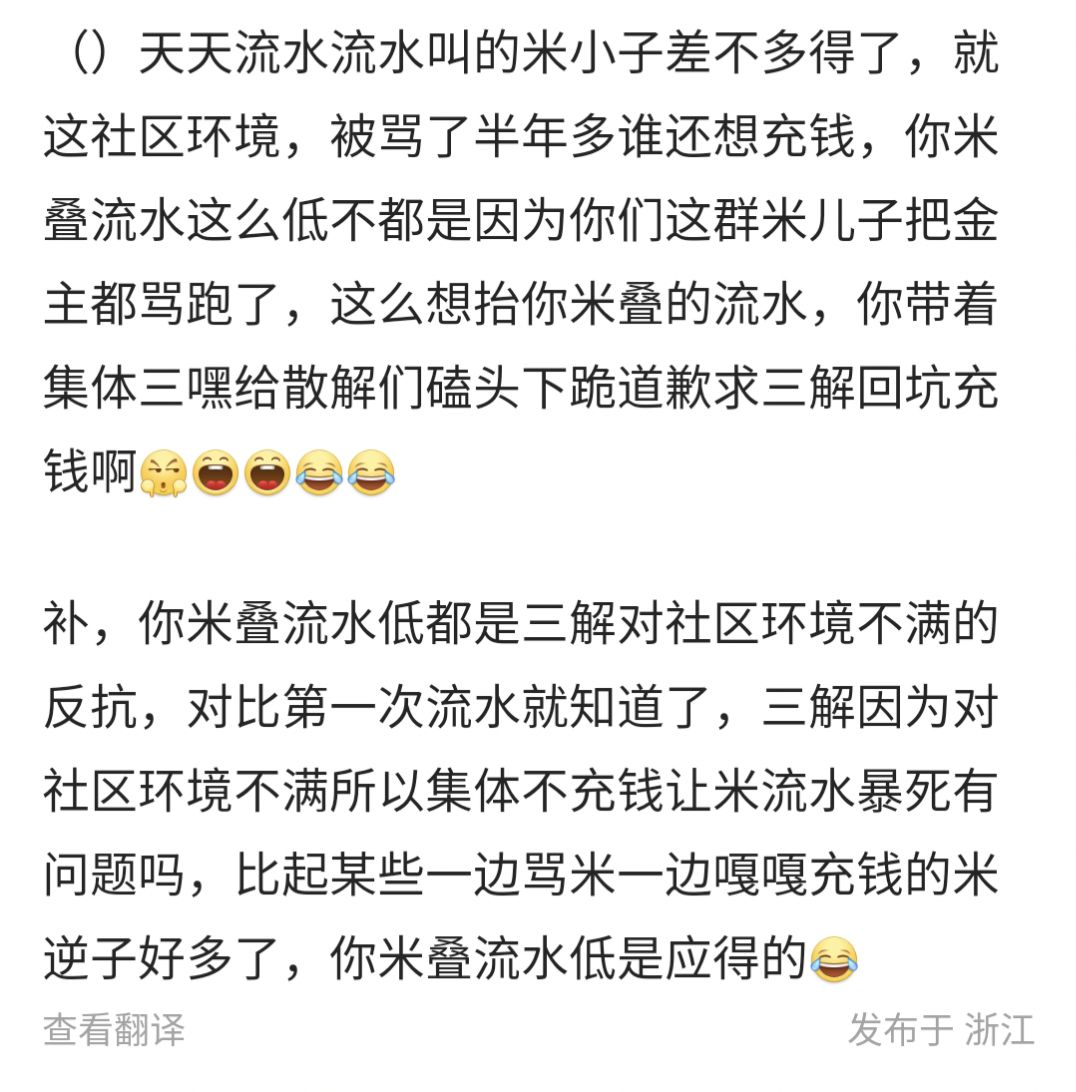 （）天天流水流水叫的米小子差不多得了，就
这社区环境，被骂了半年多谁还想充钱，你米
叠流水这么低不都是因为你们这群米儿子把金
主都骂跑了，这么想抬你米叠的流水，你带着
集体三嘿给散解们磕头下跪道歉求三解回坑充
钱啊🤗😄😄😂😂
补，你米叠流水低都是三解对社区环境不满的
反抗，对比第一次流水就知道了，三解因为对
社区环境不满所以集体不充钱让米流水暴死有
问题吗，比起某些一边骂米一边嘎嘎充钱的米
逆子好多了，你米叠流水低是应得的😂
查看翻译
发布于 浙江